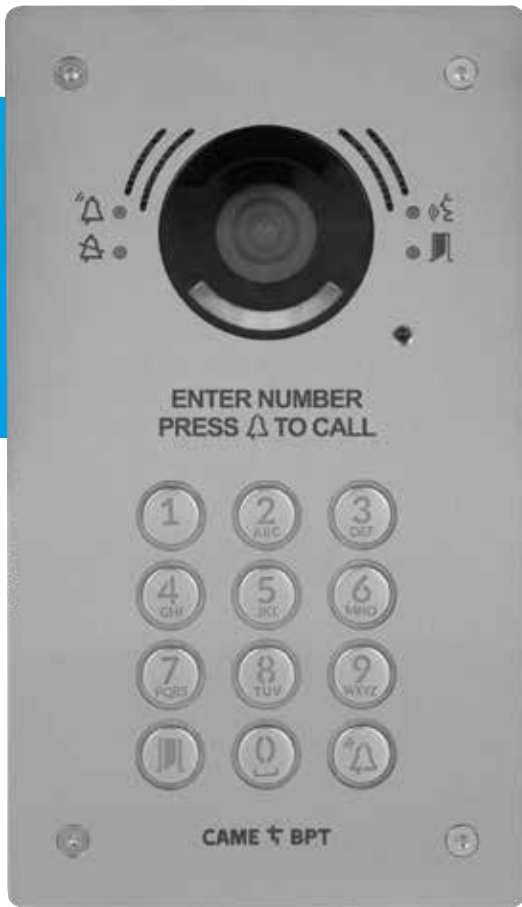 ENTER NUMBER
PRESS TO CALL
1 2 ABC 3 DEF
4 GHI 5 JKL 6 MNO
7 PQRS 8 TUV 9 WXYZ
0
CAME BPT